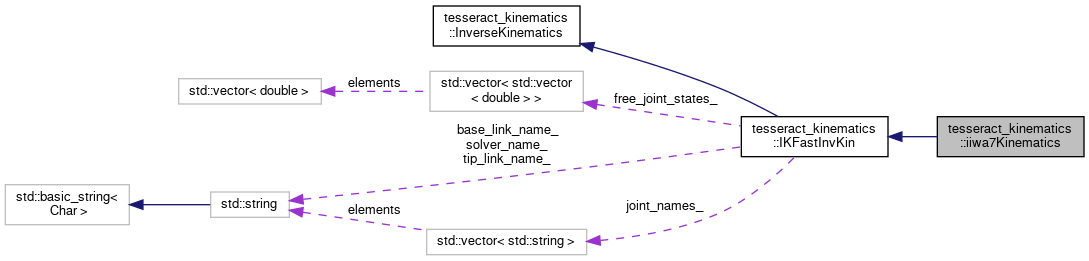 tesseract_kinematics
::InverseKinematics
std::vector< double >
elements
std::vector< std::vector
< double > >
free_joint_states_
base_link_name_
solver_name_
tip_link_name_
tesseract_kinematics
::IKFastInvKin
tesseract_kinematics
::iiwa7Kinematics
std::basic_string<
Char >
std::string
elements
std::vector< std::string >
joint_names_